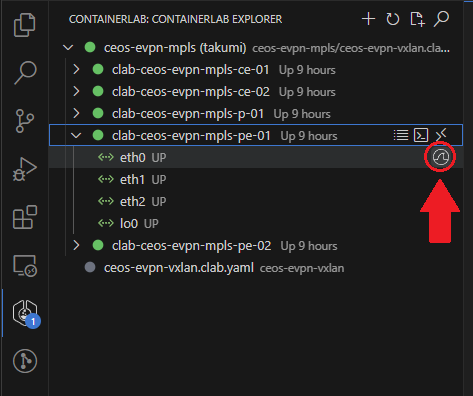 CONTAINERLAB: CONTAINERLAB EXPLORER
ceos-evpn-mpls (takumi) ceos-evpn-mpls/ceos-evpn-vxlan.cla...
clab-ceos-evpn-mpls-ce-01 Up 9 hours
clab-ceos-evpn-mpls-ce-02 Up 9 hours
clab-ceos-evpn-mpls-p-01 Up 9 hours
clab-ceos-evpn-mpls-pe-01 Up 9 hours
eth0 UP
eth1 UP
eth2 UP
lo0 UP
clab-ceos-evpn-mpls-pe-02 Up 9 hours
ceos-evpn-vxlan.clab.yaml ceos-evpn-vxlan
1